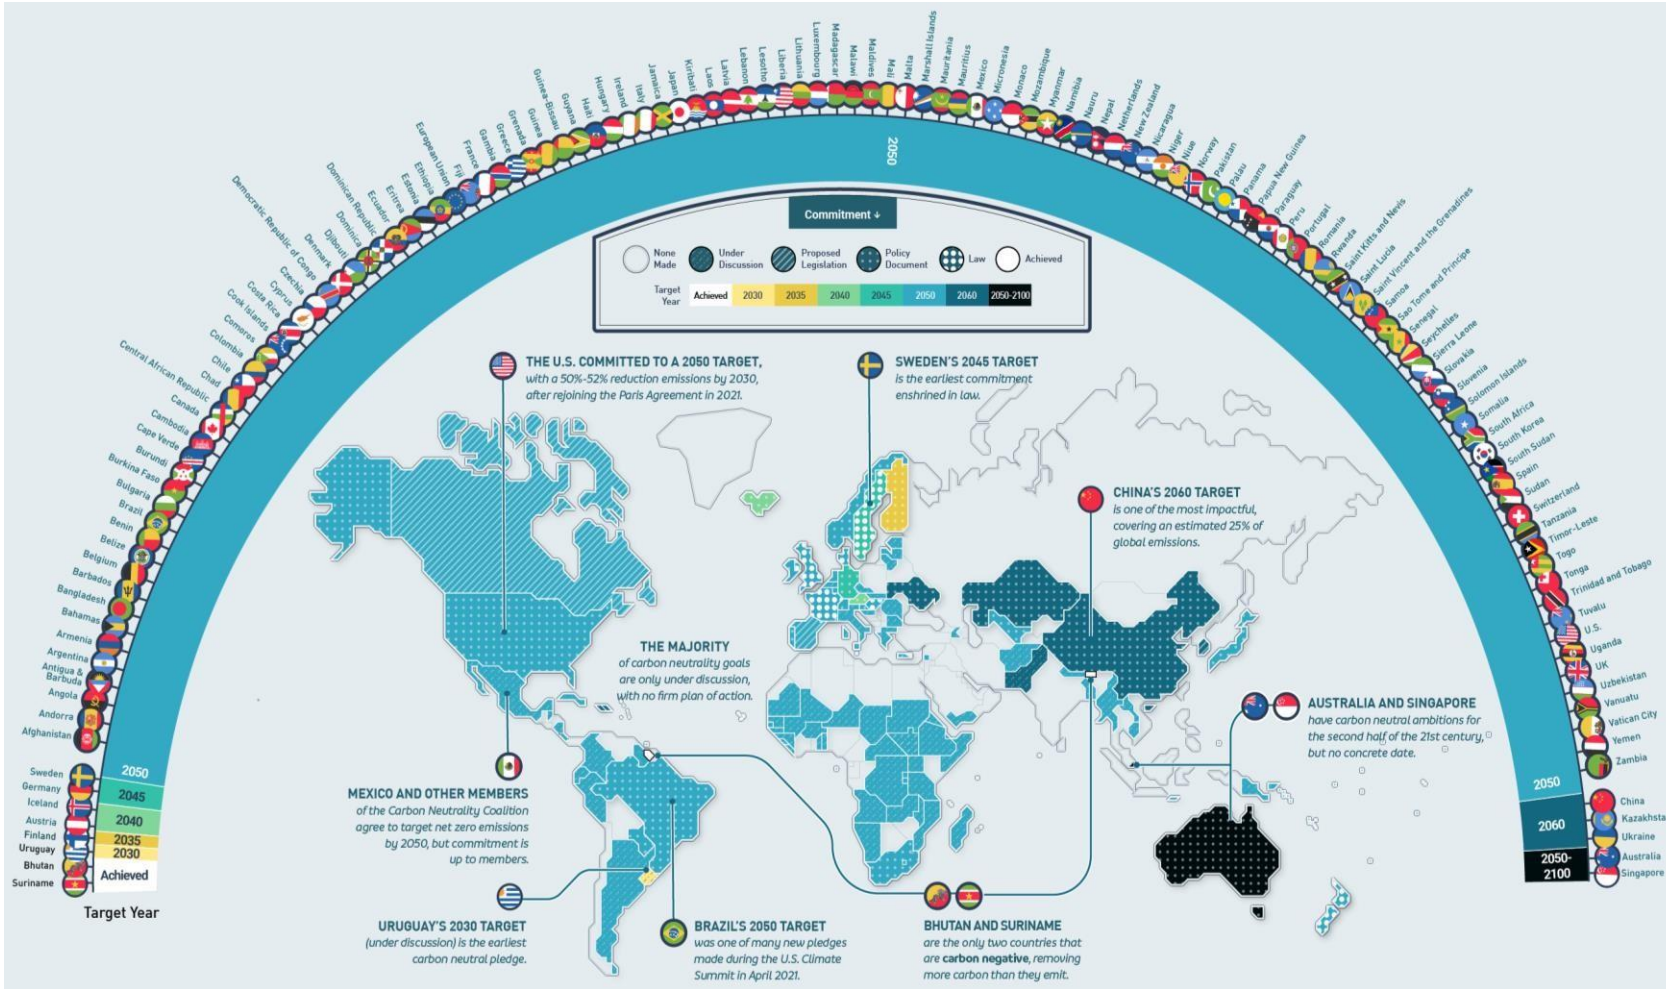 Afghanistan
Andorra
Angola
Antigua &
Barbuda
Argentina
Armenia
Bahamas
Bangladesh
Barbados
Belgium
Belize
Benin
Brazil
Bulgaria
Burkina Faso
Burundi
Cape Verde
Cambodia
Canada
Central African Republic
Chad
Chile
Colombia
Comoros
Cook Islands
Costa Rica
Cyprus
Czechia
Democratic Republic of Congo
Denmark
Djibouti
Dominica
Dominican Republic
Ecuador
Eritrea
Estonia
Ethiopia
European Union
Fiji
France
Gambia
Greece
Grenada
Guinea
Guinea-Bissau
Guyana
Haiti
Hungary
Ireland
Italy
Jamaica
Japan
Kiribati
Laos
Latvia
Lebanon
Lesotho
Liberia
Lithuania
Luxembourg
Madagascar
Malawi
Maldives
Mali
Malta
Marshall Islands
Mauritania
Mauritius
Mexico
Micronesia
Monaco
Mozambique
Myanmar
Namibia
Nauru
Nepal
Netherlands
New Zealand
Nicaragua
Niger
Niue
Norway
Pakistan
Palau
Panama
Papua New Guinea
Paraguay
Peru
Portugal
Romania
Rwanda
Saint Kitts and Nevis
Saint Lucia
Saint Vincent and the Grenadines
Samoa
Sao Tome and Principe
Senegal
Seychelles
Sierra Leone
Slovakia
Slovenia
Solomon Islands
Somalia
South Africa
South Korea
South Sudan
Spain
Sudan
Switzerland
Tanzania
Timor-Leste
Togo
Tonga
Trinidad and Tobago
Tuvalu
U.S.
Uganda
UK
Uzbekistan
Vanuatu
Vatican City
Yemen
Zambia
2050
Commitment ↓
None
Made
Under
Discussion
Proposed
Legislation
Policy
Document
Law
Achieved
Target
Year
Achieved 2030 2035 2040 2045 2050 2060 2050-2100
THE U.S. COMMITTED TO A 2050 TARGET,
with a 50%-52% reduction emissions by 2030,
after rejoining the Paris Agreement in 2021.
SWEDEN'S 2045 TARGET
is the earliest commitment
enshrined in law.
CHINA'S 2060 TARGET
is one of the most impactful,
covering an estimated 25% of
global emissions.
THE MAJORITY
of carbon neutrality goals
are only under discussion,
with no firm plan of action.
AUSTRALIA AND SINGAPORE
have carbon neutral ambitions for
the second half of the 21st century,
but no concrete date.
MEXICO AND OTHER MEMBERS
of the Carbon Neutrality Coalition
agree to target net zero emissions
by 2050, but commitment is
up to members.
URUGUAY'S 2030 TARGET
(under discussion) is the earliest
carbon neutral pledge.
BRAZIL'S 2050 TARGET
was one of many new pledges
made during the U.S. Climate
Summit in April 2021.
BHUTAN AND SURINAME
are the only two countries that
are carbon negative, removing
more carbon than they emit.
Sweden
Germany
Iceland
Austria
Finland
Uruguay
Bhutan
Suriname
2050
2045
2040
2035
2030
Achieved
Target Year
2050
2060
2050-
2100
China
Kazakhsta
Ukraine
Australia
Singapore